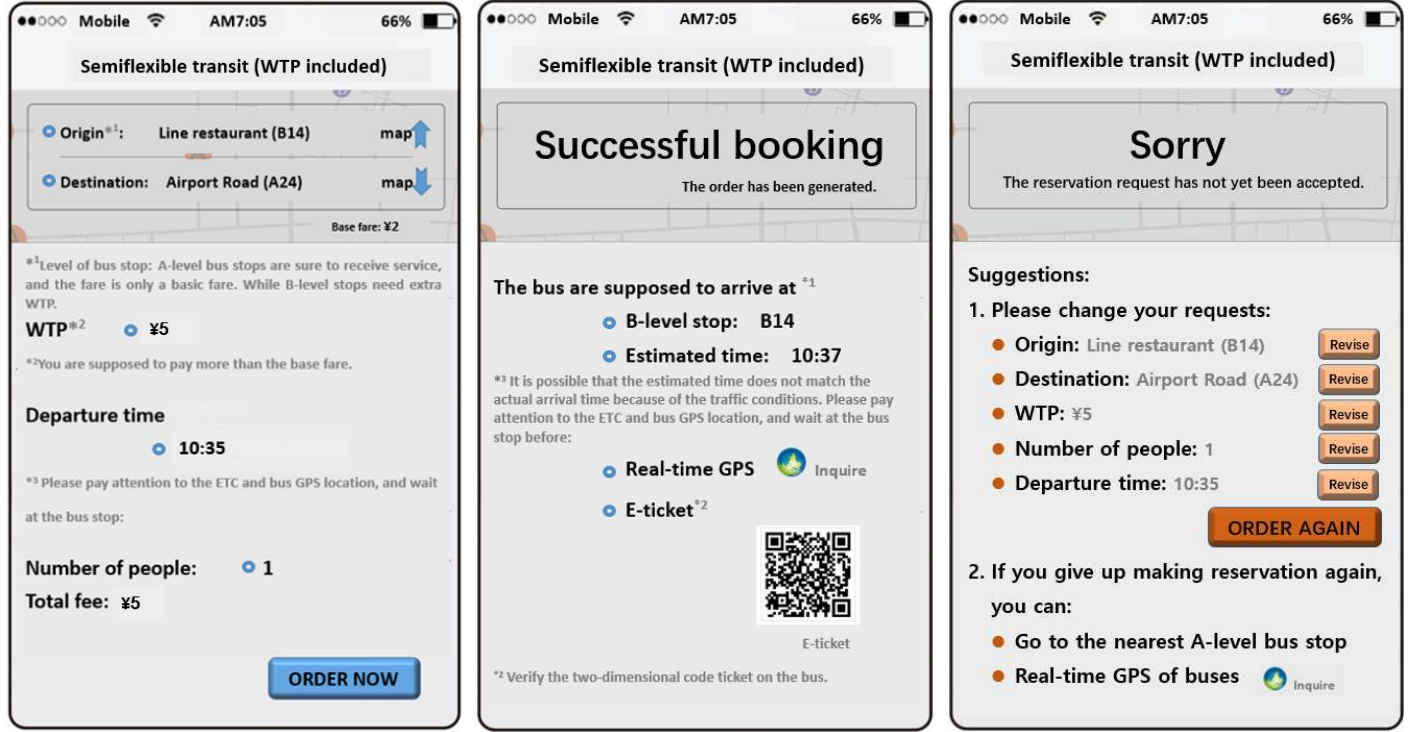 Mobile AM7:05 66%
Semiflexible transit (WTP included)
Origin*1: Line restaurant (B14) map
Destination: Airport Road (A24) map
Base fare: ¥2
*1Level of bus stop: A-level bus stops are sure to receive service,
and the fare is only a basic fare. While B-level stops need extra
WTP.
WTP*2 ¥5
*2You are supposed to pay more than the base fare.
Departure time
10:35
*3 Please pay attention to the ETC and bus GPS location, and wait
at the bus stop:
Number of people: 1
Total fee: ¥5
ORDER NOW
Mobile AM7:05 66%
Semiflexible transit (WTP included)
Successful booking
The order has been generated.
The bus are supposed to arrive at *1
B-level stop: B14
Estimated time: 10:37
*3 It is possible that the estimated time does not match the
actual arrival time because of the traffic conditions. Please pay
attention to the ETC and bus GPS location, and wait at the bus
stop before:
Real-time GPS Inquire
E-ticket*2
E-ticket
*2 Verify the two-dimensional code ticket on the bus.
Mobile AM7:05 66%
Semiflexible transit (WTP included)
Sorry
The reservation request has not yet been accepted.
Suggestions:
1. Please change your requests:
Origin: Line restaurant (B14) Revise
Destination: Airport Road (A24) Revise
WTP: ¥5 Revise
Number of people: 1 Revise
Departure time: 10:35 Revise
ORDER AGAIN
2. If you give up making reservation again,
you can:
Go to the nearest A-level bus stop
Real-time GPS of buses Inquire